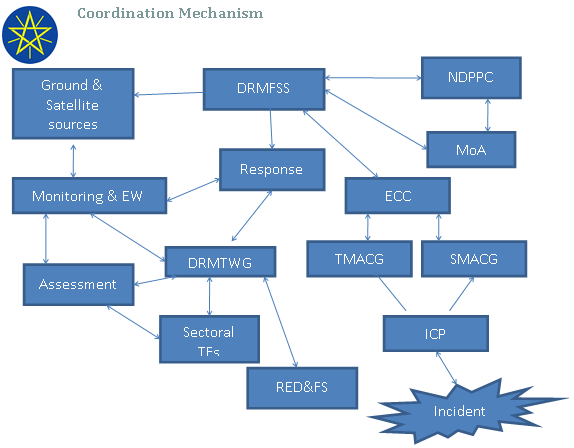 Coordination Mechanism
Ground &
Satellite
sources
DRMFSS
NDPPC
MoA
Response
Monitoring & EW
ECC
DRMTWG
TMACG
SMACG
Assessment
Sectoral
TFs
ICP
RED&FS
Incident